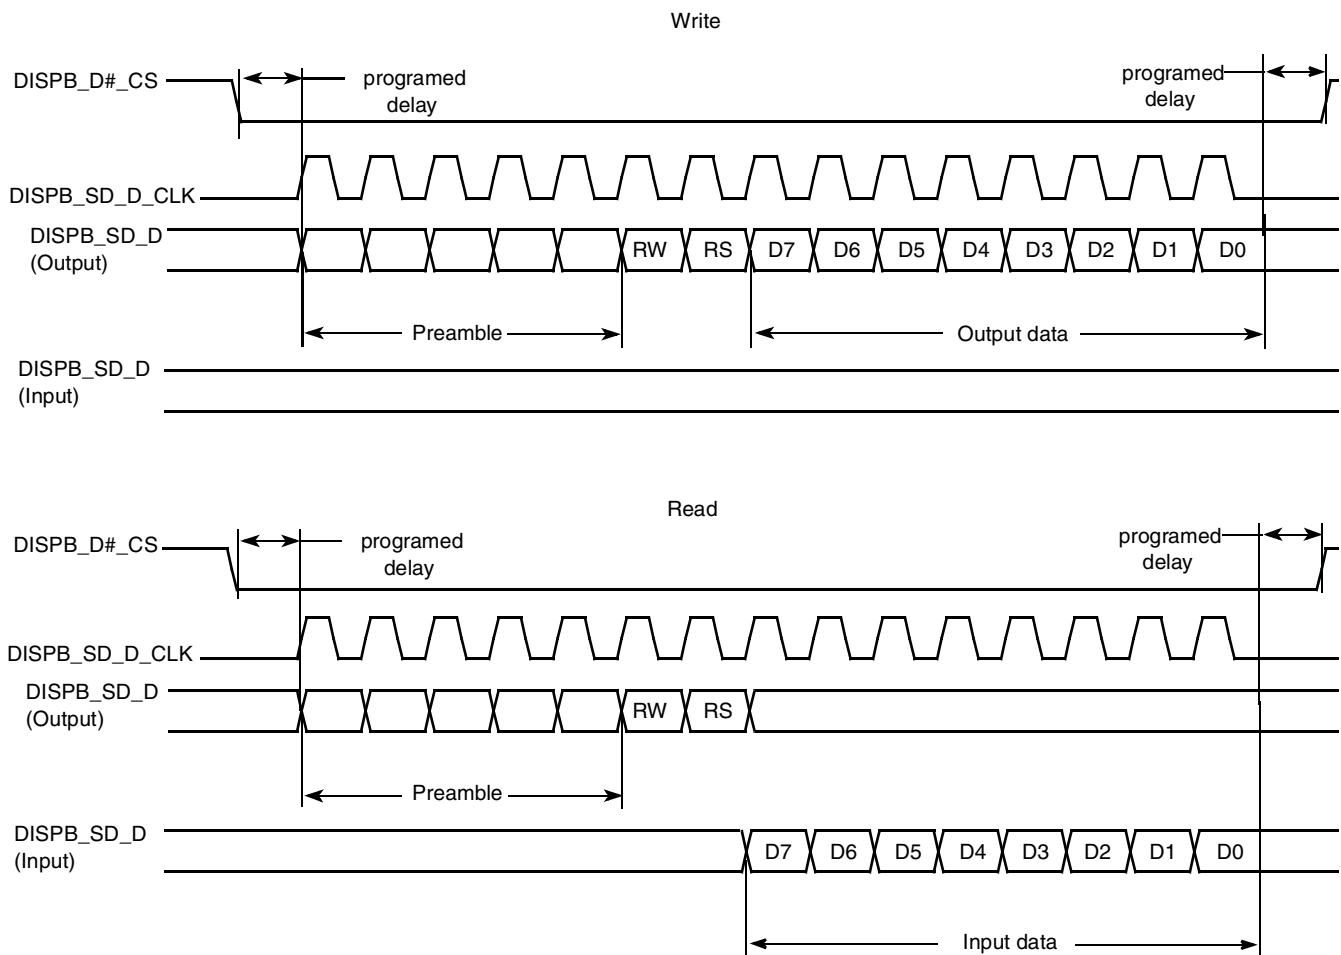 Write
DISPB_D#_CS
programed
delay
programed
delay
DISPB_SD_D_CLK
DISPB_SD_D
(Output)
RW RS D7 D6 D5 D4 D3 D2 D1 D0
Preamble
Output data
DISPB_SD_D
(Input)
Read
DISPB_D#_CS
programed
delay
programed
delay
DISPB_SD_D_CLK
DISPB_SD_D
(Output)
RW RS
Preamble
DISPB_SD_D
(Input)
D7 D6 D5 D4 D3 D2 D1 D0
Input data